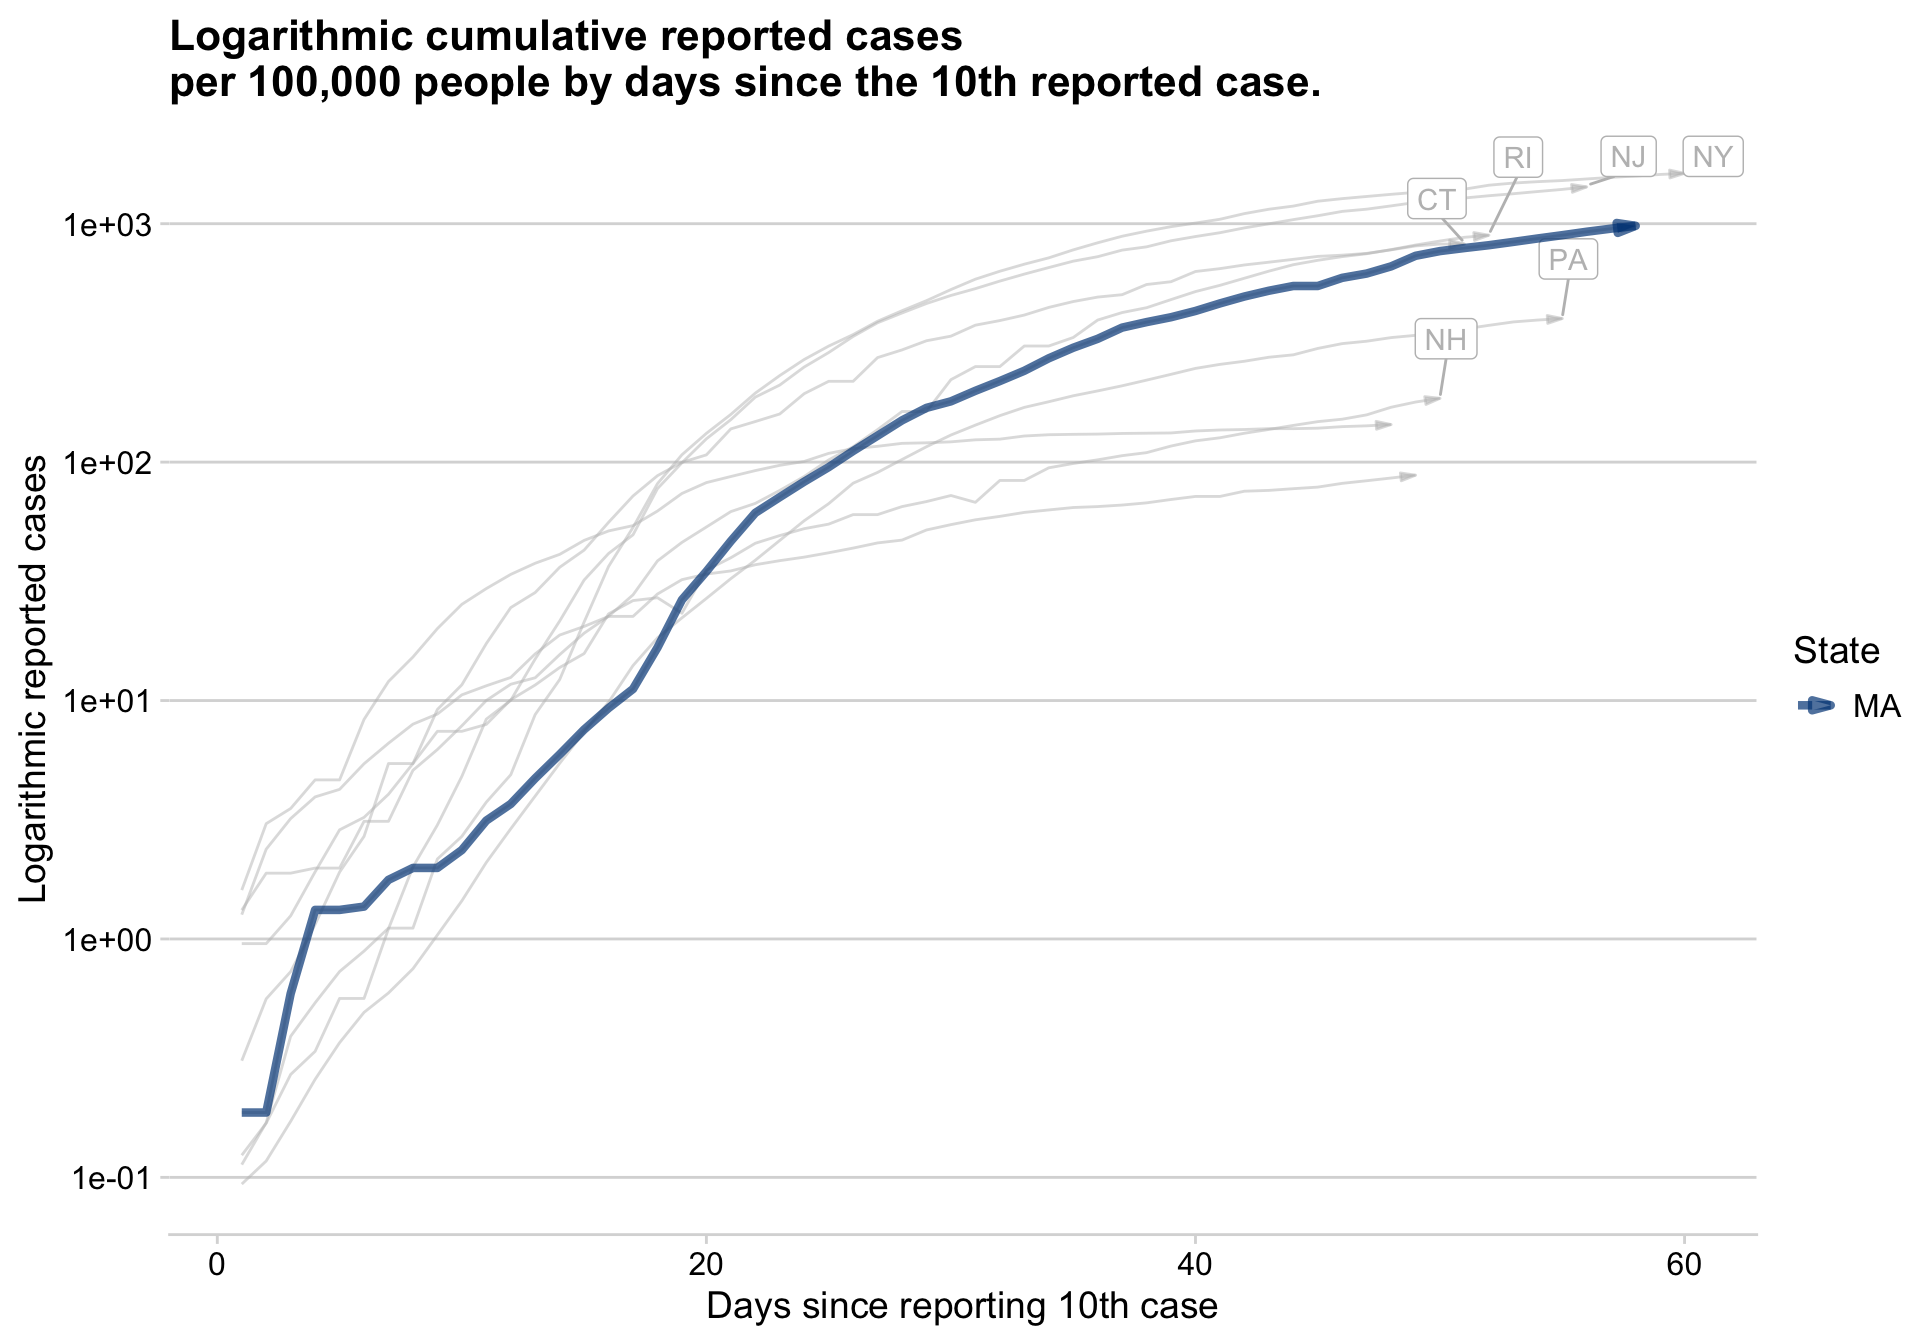 Logarithmic cumulative reported cases
per 100,000 people by days since the 10th reported case.
RI
NJ
NY
CT
1e+03
PA
NH
1e+02
1e+01
1e+00
1e-01
Logarithmic reported cases
State
MA
0
20
40
60
Days since reporting 10th case